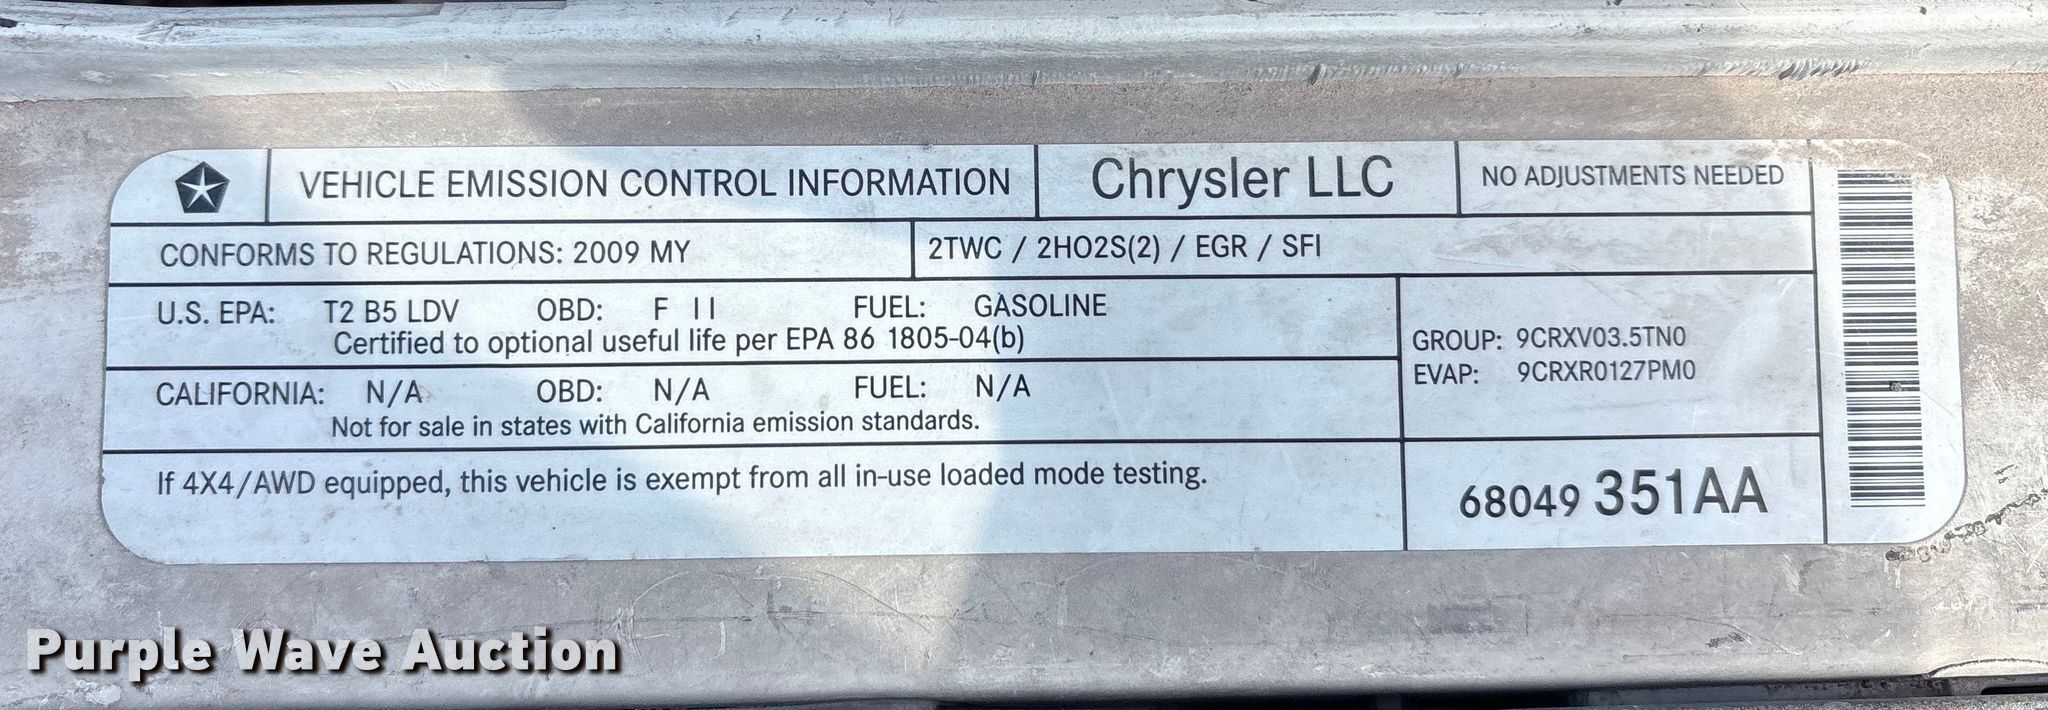 VEHICLE EMISSION CONTROL INFORMATION
Chrysler LLC
NO ADJUSTMENTS NEEDED
CONFORMS TO REGULATIONS: 2009 MY
2TWC / 2HO2S(2) / EGR / SFI
U.S. EPA: T2 B5 LDV OBD: F II FUEL: GASOLINE
Certified to optional useful life per EPA 86 1805-04(b)
GROUP: 9CRXV03.5TN0
EVAP: 9CRXR0127PM0
CALIFORNIA: N/A OBD: N/A FUEL: N/A
Not for sale in states with California emission standards.
If 4X4/AWD equipped, this vehicle is exempt from all in-use loaded mode testing.
68049 351AA
Purple Wave Auction